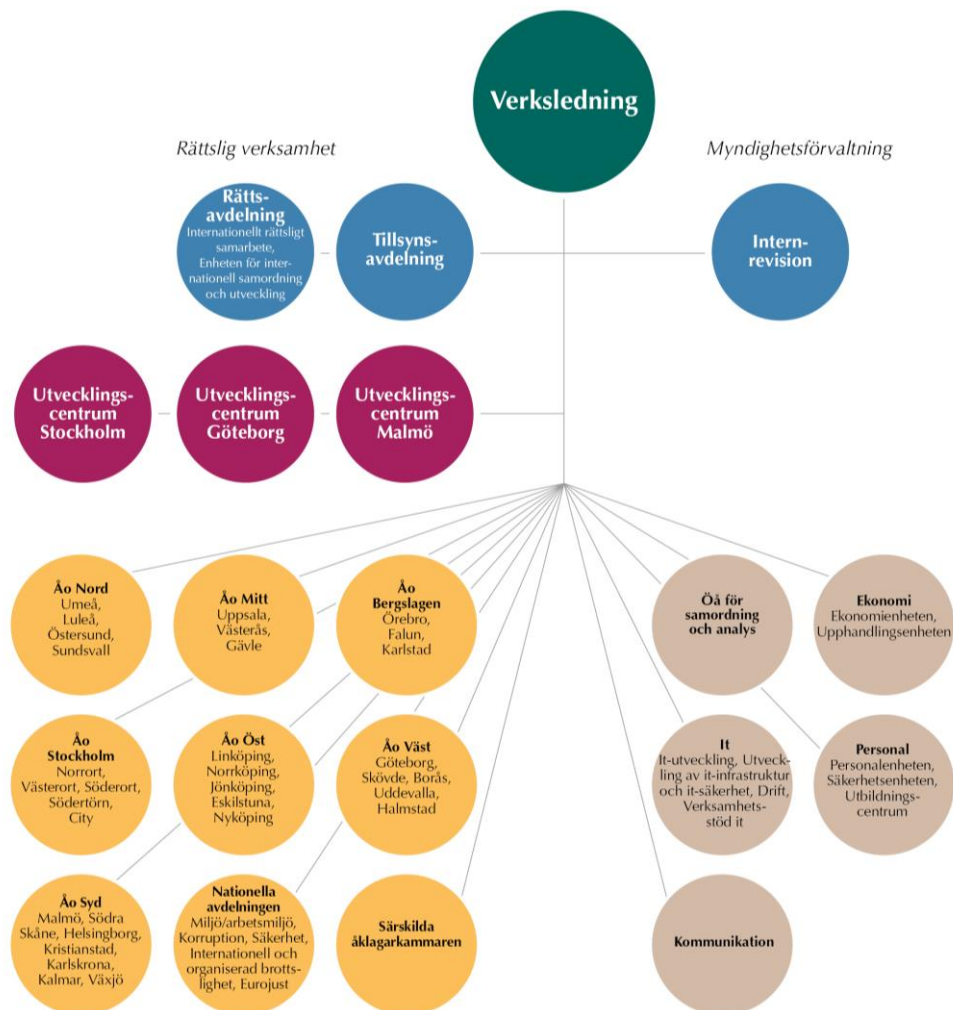 Verksledning
Rättslig verksamhet
Myndighetsförvaltning
Rätts-
avdelning
Internationellt rättsligt
samarbete,
Enheten för inter-
nationell samordning
och utveckling
Tillsyns-
avdelning
Intern-
revision
Utvecklings-
centrum
Stockholm
Utvecklings-
centrum
Göteborg
Utvecklings-
centrum
Malmö
Åo Nord
Umeå,
Luleå,
Östersund,
Sundsvall
Åo Mitt
Uppsala,
Västerås,
Gävle
Åo
Bergslagen
Örebro,
Falun,
Karlstad
Öå för
samordning
och analys
Ekonomi
Ekonomienheten,
Upphandlingsenheten
Åo
Stockholm
Norrort,
Västerort, Söderort,
Södertörn,
City
Åo Öst
Linköping,
Norrköping,
Jönköping,
Eskilstuna,
Nyköping
Åo Väst
Göteborg,
Skövde, Borås,
Uddevalla,
Halmstad
It
It-utveckling, Utveck-
ling av it-infrastruktur
och it-säkerhet, Drift,
Verksamhets-
stöd it
Personal
Personalenheten,
Säkerhetsenheten,
Utbildnings-
centrum
Åo Syd
Malmö, Södra
Skåne, Helsingborg,
Kristianstad,
Karlskrona,
Kalmar, Växjö
Nationella
avdelningen
Miljö/arbetsmiljö,
Korruption, Säkerhet,
Internationell och
organiserad brotts-
lighet, Eurojust
Särskilda
åklagarkammaren
Kommunikation